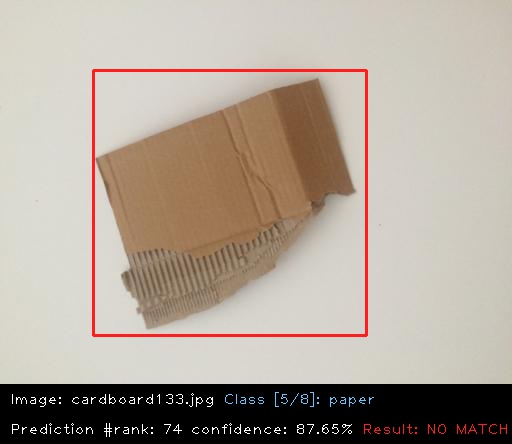 Image: cardboard133.jpg Class [5/8]: paper
Prediction #rank: 74 confidence: 87.65% Result: NO MATCH